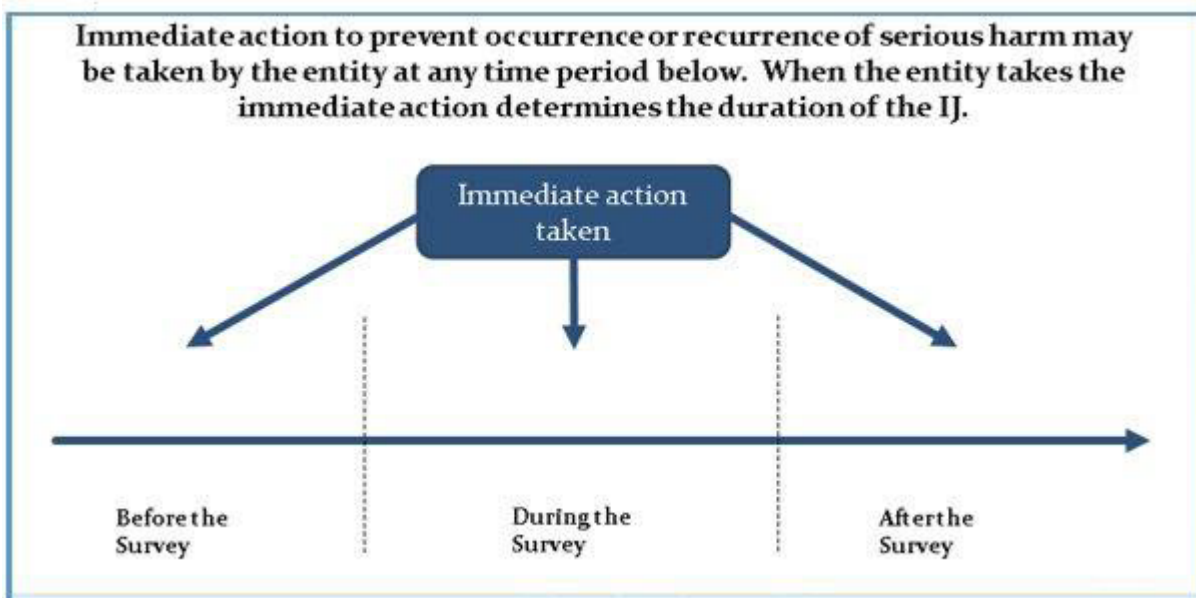 Immediate action to prevent occurrence or recurrence of serious harm may
be taken by the entity at any time period below.  When the entity takes the
immediate action determines the duration of the IJ.
Immediate action
taken
Before the
Survey
During the
Survey
After the
Survey